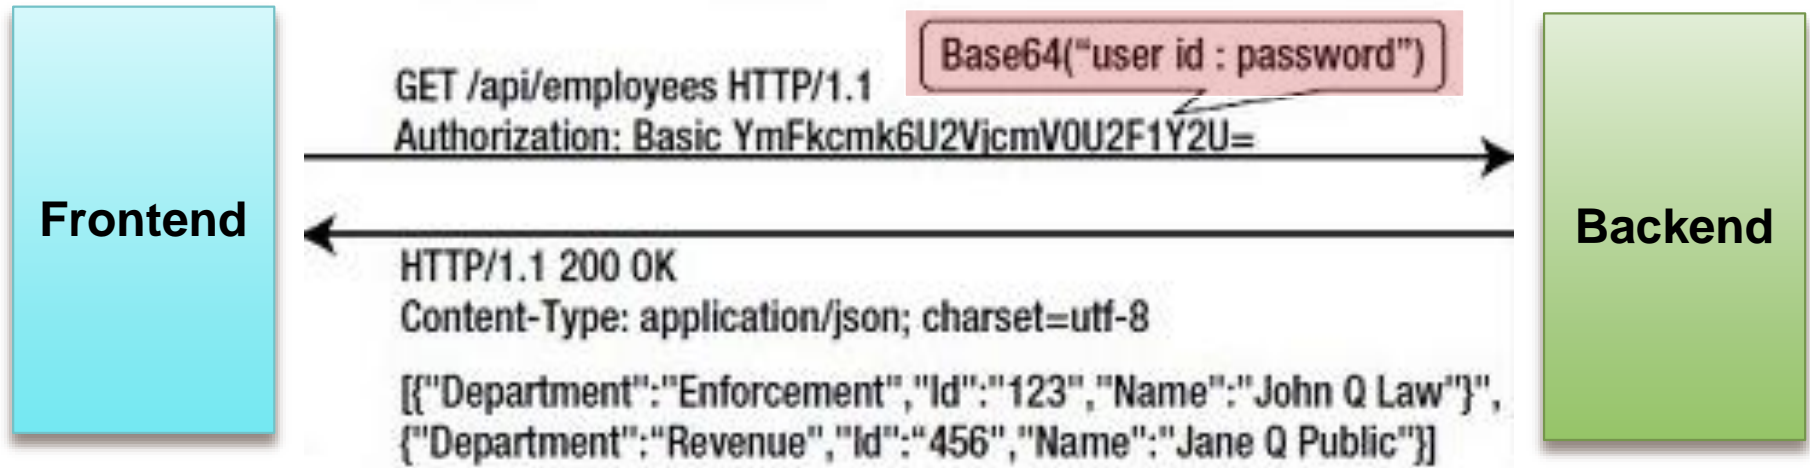 Frontend
Base64("user id : password")
GET /api/employees HTTP/1.1
Authorization: Basic YmFkcmk6U2VjcmV0U2F1Y2U=
HTTP/1.1 200 OK
Content-Type: application/json; charset=utf-8
[{"Department":"Enforcement","Id":"123","Name":"John Q Law"}",
{"Department":"Revenue","Id":"456","Name":"Jane Q Public"}]
Backend